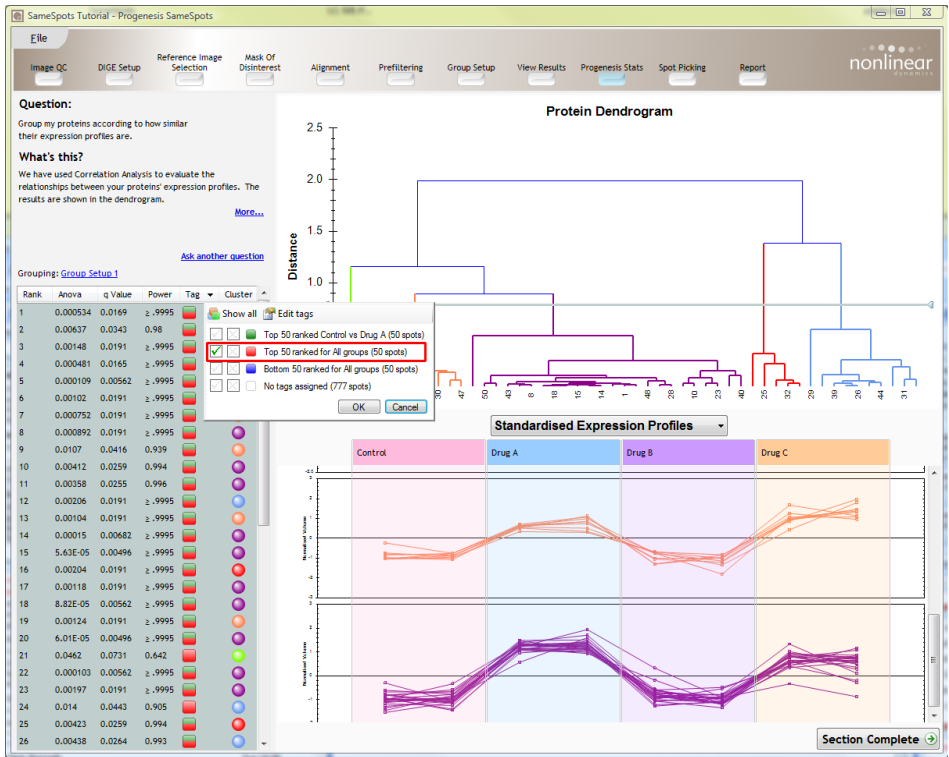 SameSpots Tutorial - Progenesis SameSpots
File
Image QC
DIGE Setup
Reference Image Selection
Mask Of Disinterest
Alignment
Prefiltering
Group Setup
View Results
Progenesis Stats
Spot Picking
Report
nonlinear
dynamics
Question:
Group my proteins according to how similar
their expression profiles are.
What's this?
We have used Correlation Analysis to evaluate the
relationships between your proteins' expression profiles. The
results are shown in the dendrogram.
More...
Ask another question
Grouping: Group Setup 1
Rank Anova q Value Power Tag Cluster
1 0.000534 0.0169 ≥ .9995
2 0.00637 0.0343 0.98
3 0.00148 0.0191 ≥ .9995
4 0.000481 0.0165 ≥ .9995
5 0.000109 0.00562 ≥ .9995
6 0.00102 0.0191 ≥ .9995
7 0.000752 0.0191 ≥ .9995
8 0.000892 0.0191 ≥ .9995
9 0.0107 0.0416 0.939
10 0.00412 0.0259 0.994
11 0.00358 0.0255 0.996
12 0.00206 0.0191 ≥ .9995
13 0.00104 0.0191 ≥ .9995
14 0.00015 0.00682 ≥ .9995
15 5.63E-05 0.00496 ≥ .9995
16 0.00204 0.0191 ≥ .9995
17 0.00118 0.0191 ≥ .9995
18 8.82E-05 0.00562 ≥ .9995
19 0.00124 0.0191 ≥ .9995
20 6.01E-05 0.00496 ≥ .9995
21 0.0462 0.0731 0.642
22 0.000103 0.00562 ≥ .9995
23 0.00197 0.0191 ≥ .9995
24 0.014 0.0443 0.905
25 0.00423 0.0259 0.994
26 0.00438 0.0264 0.993
Show all Edit tags
Top 50 ranked Control vs Drug A (50 spots)
Top 50 ranked for All groups (50 spots)
Bottom 50 ranked for All groups (50 spots)
No tags assigned (777 spots)
OK Cancel
Protein Dendrogram
Distance
2.5
2.0
1.5
1.0
30 47 50 43 8 18 15 14 1 48 28 10 23 40 25 32 29 39 26 44 31
Standardised Expression Profiles
Control Drug A Drug B Drug C
Normalised Volume
Normalised Volume
Section Complete